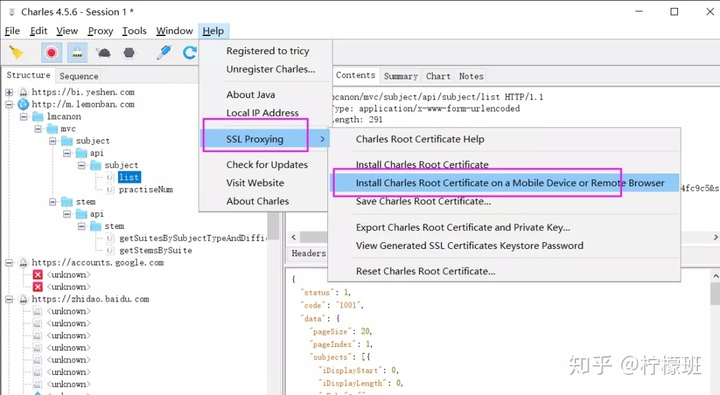 Charles 4.5.6 - Session 1 *
File Edit View Proxy Tools Window Help
Structure Sequence
https://bi.yeshen.com
http://m.lemonban.com
lmcanon
mvc
subject
api
subject
list
practiseNum
stem
api
stem
getSuitesBySubjectTypeAndDiffic
getStemsBySuite
https://accounts.google.com
<unknown>
<unknown>
https://zhidao.baidu.com
<unknown>
<unknown>
<unknown>
<unknown>
<unknown>
<unknown>
<unknown>
Registered to tricy
Unregister Charles...
About Java
Local IP Address
SSL Proxying
Check for Updates
Visit Website
About Charles
Charles Root Certificate Help
Install Charles Root Certificate
Install Charles Root Certificate on a Mobile Device or Remote Browser
Save Charles Root Certificate...
Export Charles Root Certificate and Private Key...
View Generated SSL Certificates Keystore Password
Reset Charles Root Certificate...
Contents Summary Chart Notes
mcanon/mvc/subject/api/subject/list HTTP/1.1
Type: application/x-www-form-urlencoded
Length: 291
4fc9c5&s
Headers
{
"status": 1,
"code": "1001",
"data": {
"pageSize": 20,
"pageIndex": 1,
"subjects": [{
"iDisplayStart": 0,
"iDisplayLength": 0,
知乎 @柠檬班